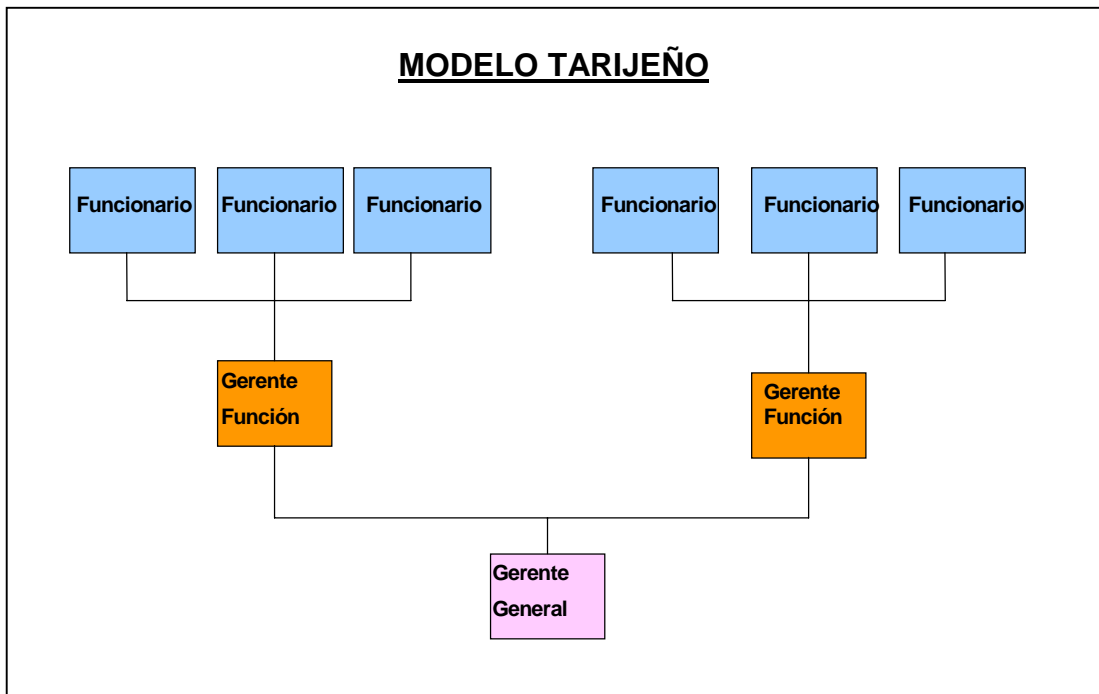 MODELO TARIJEÑO
Funcionario
Funcionario
Funcionario
Funcionario
Funcionario
Funcionario
Gerente
Función
Gerente
Función
Gerente
General